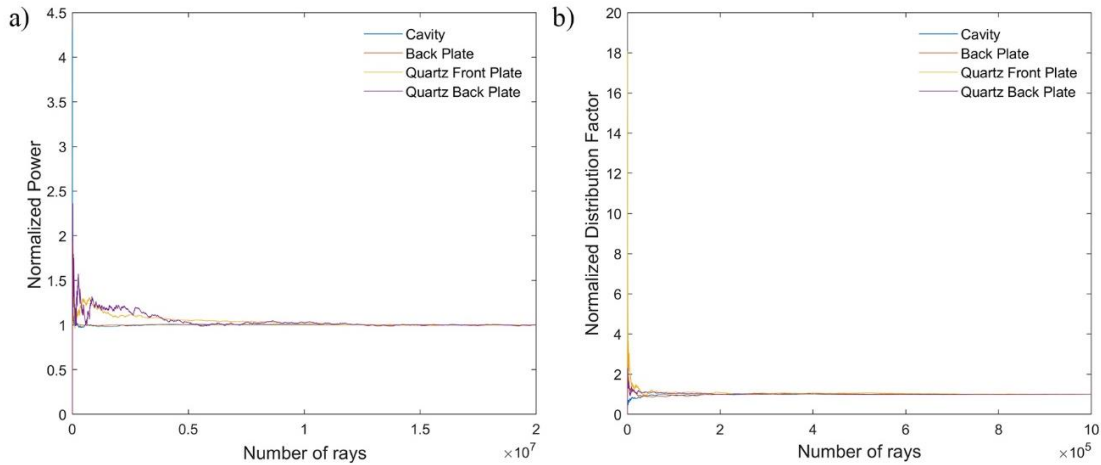 a)
Normalized Power
4.5
4
3.5
3
2.5
2
1.5
1
0.5
0
Cavity
Back Plate
Quartz Front Plate
Quartz Back Plate
0
0.5
1
1.5
2
×10⁷
Number of rays
b)
Normalized Distribution Factor
20
18
16
14
12
10
8
6
4
2
0
Cavity
Back Plate
Quartz Front Plate
Quartz Back Plate
0
2
4
6
8
10
×10⁵
Number of rays